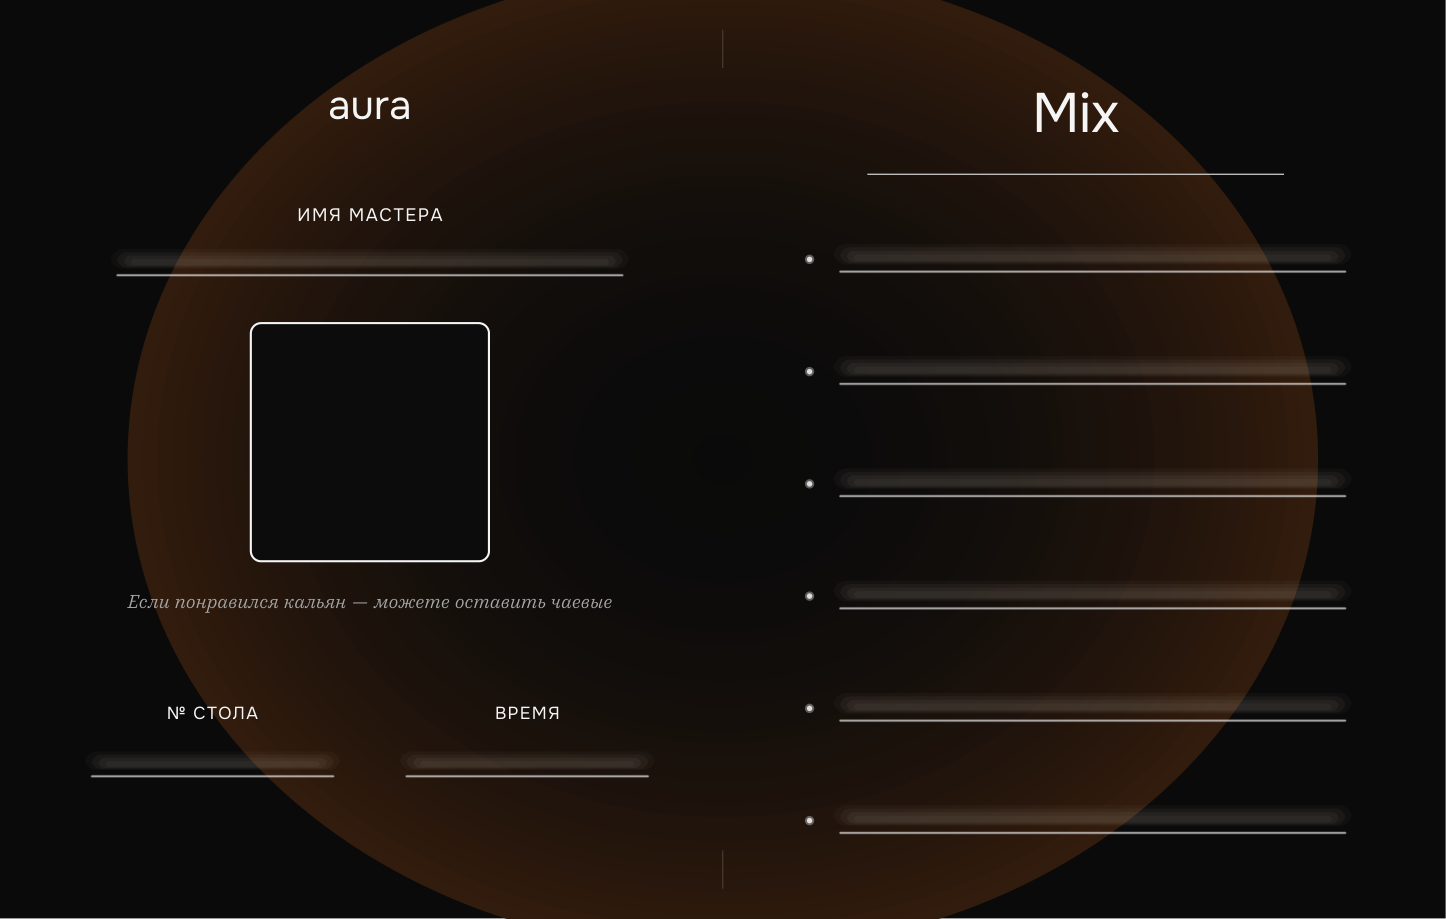 aura
ИМЯ МАСТЕРА
Если понравился кальян — можете оставить чаевые
№ СТОЛА
ВРЕМЯ
Mix